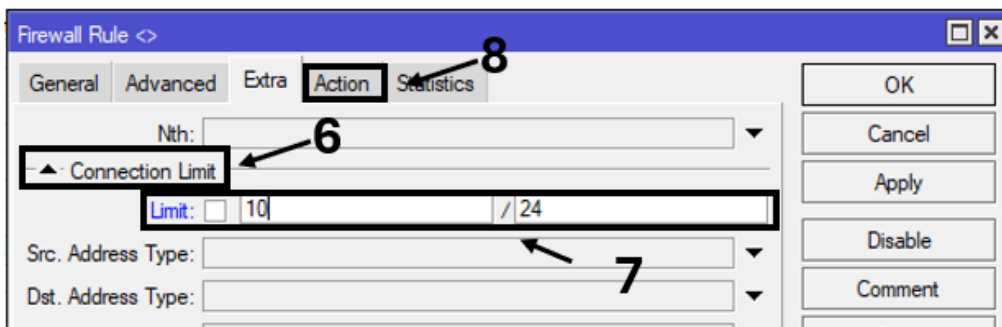 Firewall Rule <>
8
General Advanced Extra Action Statistics
OK
Nth:
6
Cancel
Connection Limit
Apply
Limit: 10 / 24
Src. Address Type:
7
Disable
Dst. Address Type:
Comment